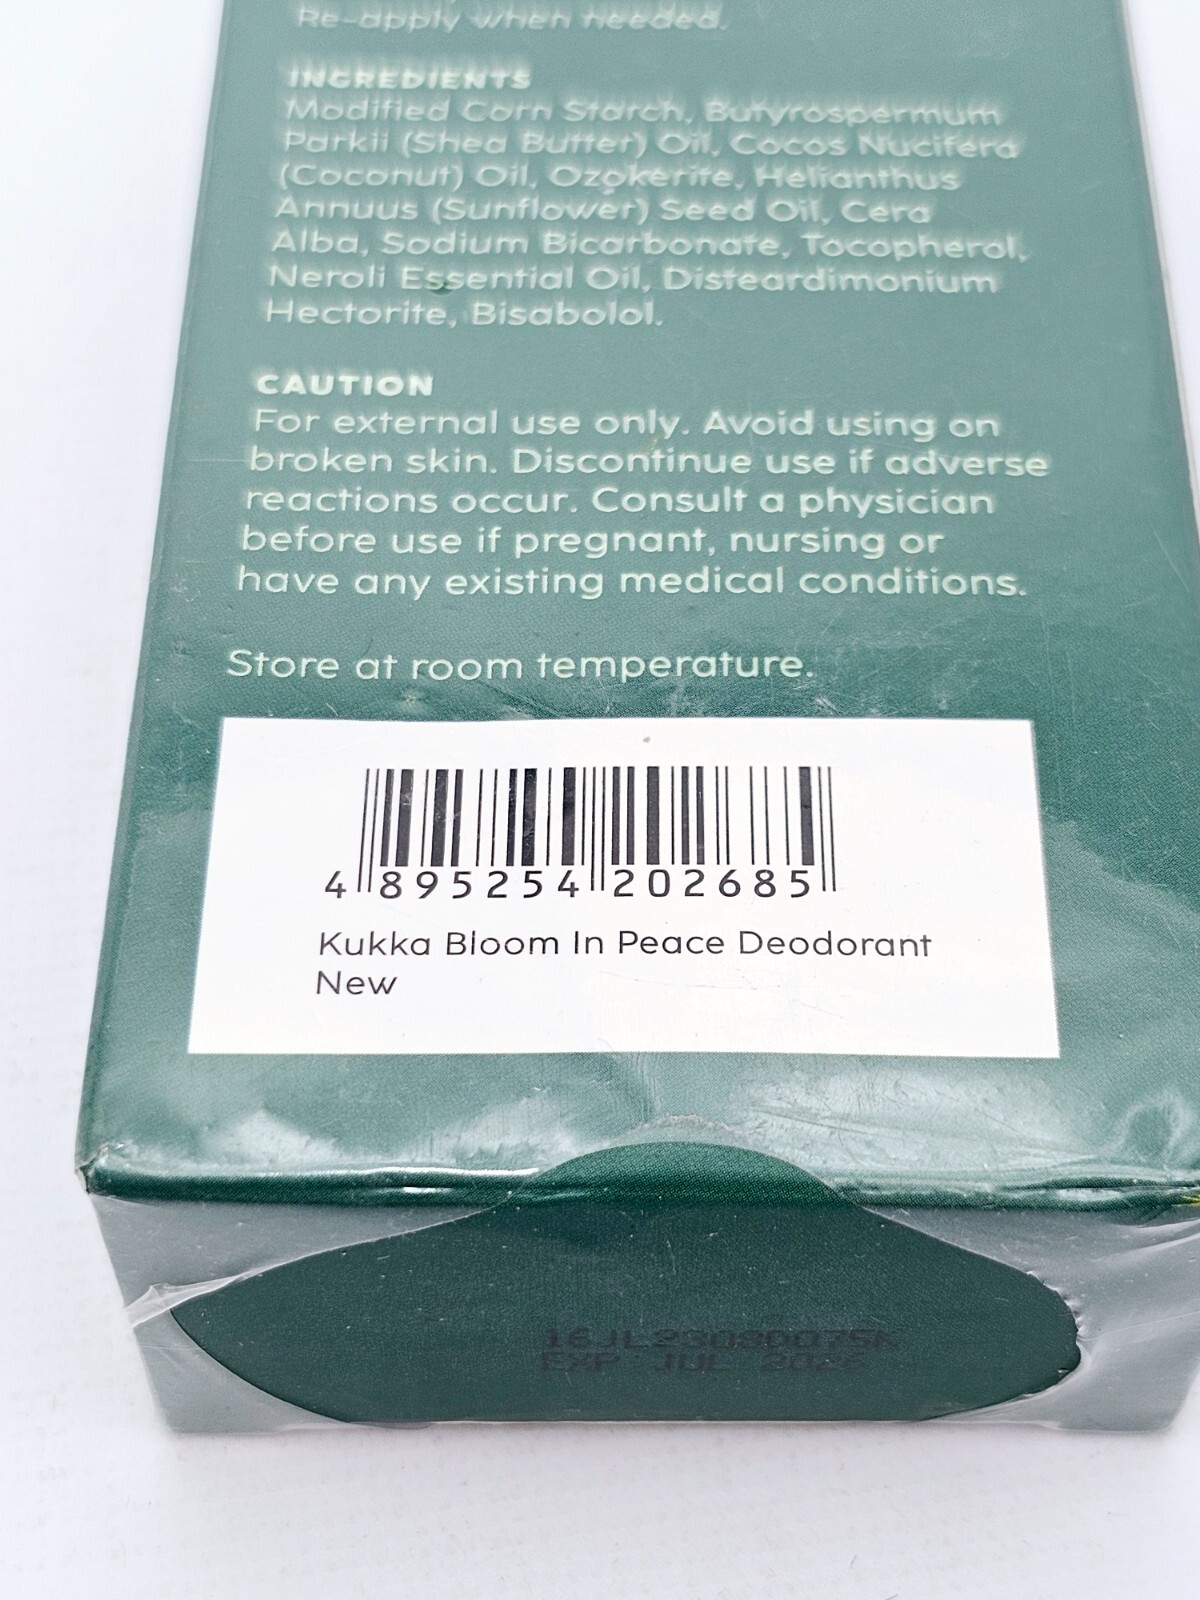 Re-apply when needed.
INGREDIENTS
Modified Corn Starch, Butyrospermum
Parkii (Shea Butter) Oil, Cocos Nucifera
(Coconut) Oil, Ozokerite, Helianthus
Annuus (Sunflower) Seed Oil, Cera
Alba, Sodium Bicarbonate, Tocopherol,
Neroli Essential Oil, Disteardimonium
Hectorite, Bisabolol.
CAUTION
For external use only. Avoid using on
broken skin. Discontinue use if adverse
reactions occur. Consult a physician
before use if pregnant, nursing or
have any existing medical conditions.
Store at room temperature.
4 895254 202685
Kukka Bloom In Peace Deodorant
New
EXP JUL